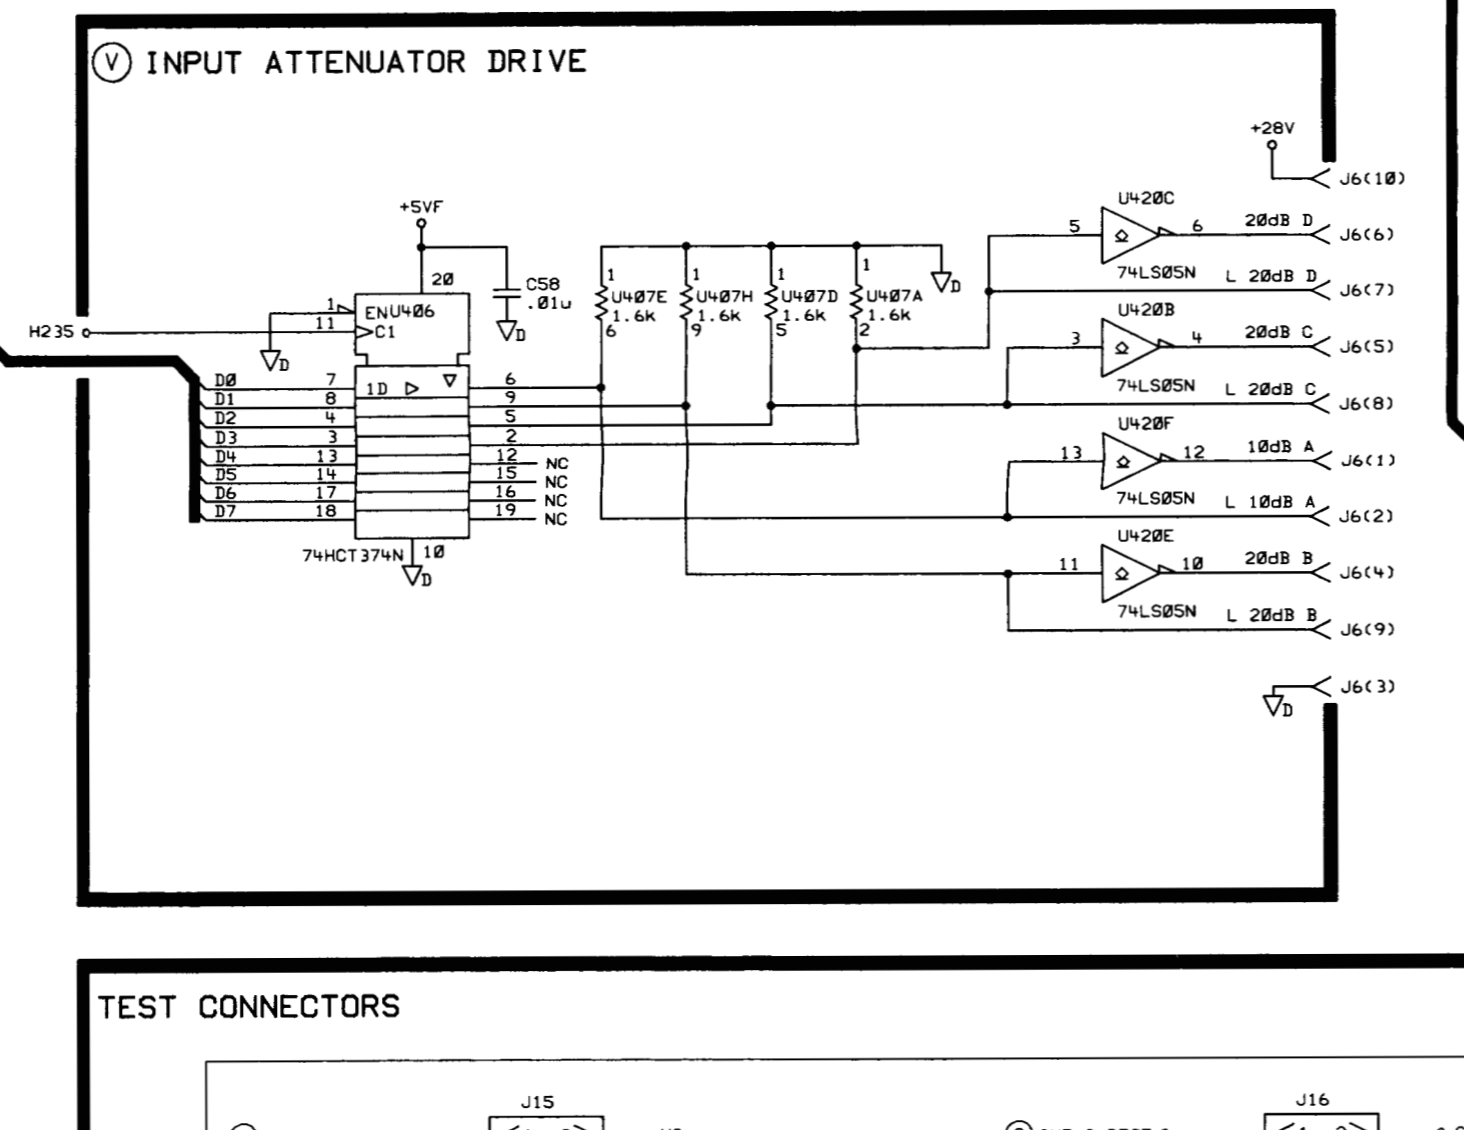 V INPUT ATTENUATOR DRIVE
+28V
J6(10)
+5VF
20
C58
.01u
D
H235
1
11
ENU406
C1
D
1
U407E
1.6k
6
1
U407H
1.6k
9
1
U407D
1.6k
5
1
U407A
1.6k
2
D
U420C
5
6
20dB D
J6(6)
74LS05N
L 20dB D
J6(7)
U420B
3
4
20dB C
J6(5)
74LS05N
L 20dB C
J6(8)
U420F
13
12
10dB A
J6(1)
74LS05N
L 10dB A
J6(2)
U420E
11
10
20dB B
J6(4)
74LS05N
L 20dB B
J6(9)
J6(3)
D
D0 7 1D 6
D1 8 9
D2 4 5
D3 3 2
D4 13 12 NC
D5 14 15 NC
D6 17 16 NC
D7 18 19 NC
74HCT374N 10
D
TEST CONNECTORS
J15
J16